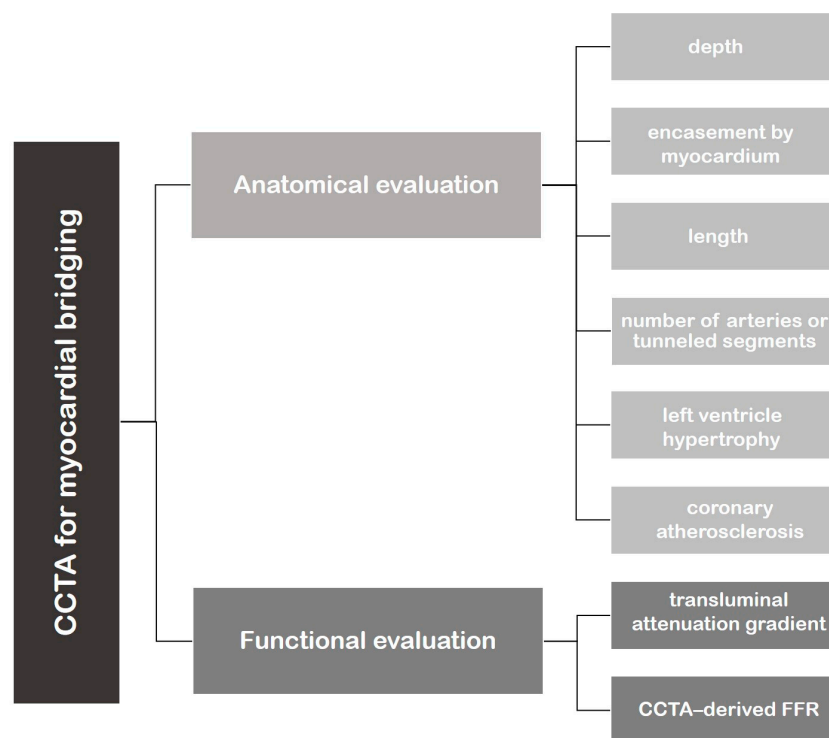 CCTA for myocardial bridging
Anatomical evaluation
depth
encasement by
myocardium
length
number of arteries or
tunneled segments
left ventricle
hypertrophy
coronary
atherosclerosis
Functional evaluation
transluminal
attenuation gradient
CCTA–derived FFR